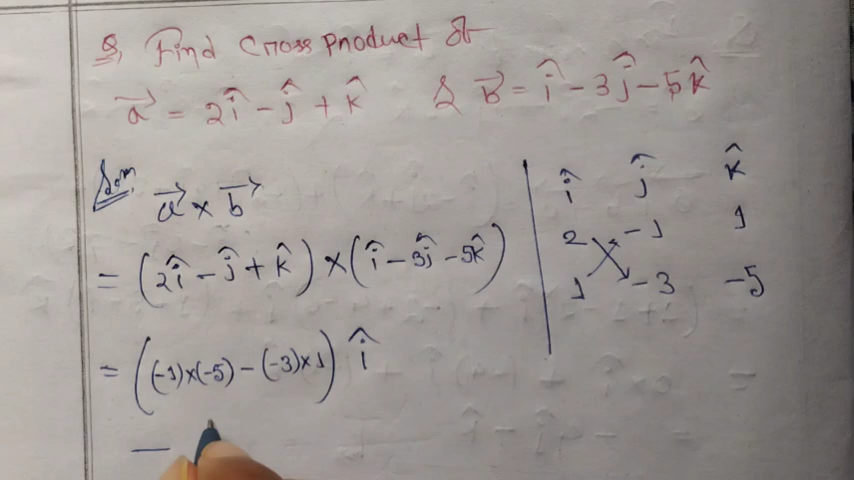 Q. Find Cross product of
a⃗ = 2î - ĵ + k̂ & b⃗ = î - 3ĵ - 5k̂
Soln
a⃗ × b⃗
= (2î - ĵ + k̂) × (î - 3ĵ - 5k̂)
= ((-1)×(-5) - (-3)×1) î
-
î ĵ k̂
2 -1 1
1 -3 -5